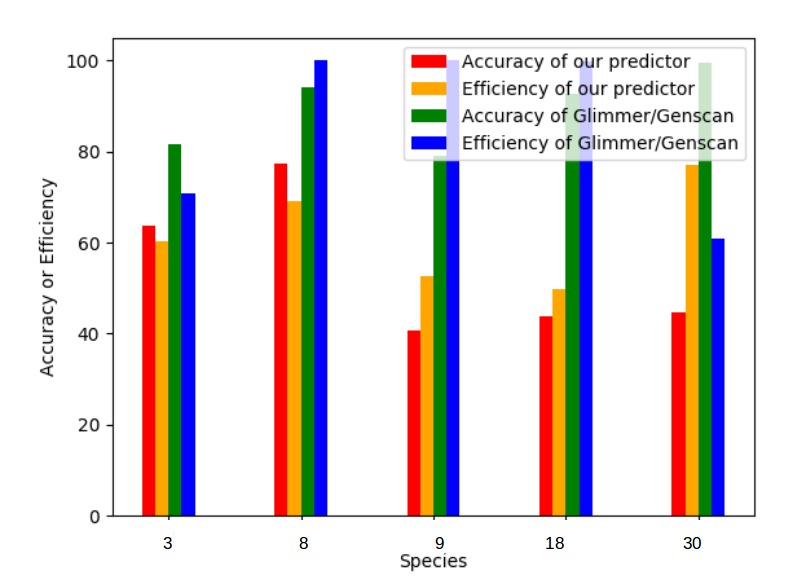 100
80
60
40
20
0
Accuracy or Efficiency
Accuracy of our predictor
Efficiency of our predictor
Accuracy of Glimmer/Genscan
Efficiency of Glimmer/Genscan
3 8 9 18 30
Species